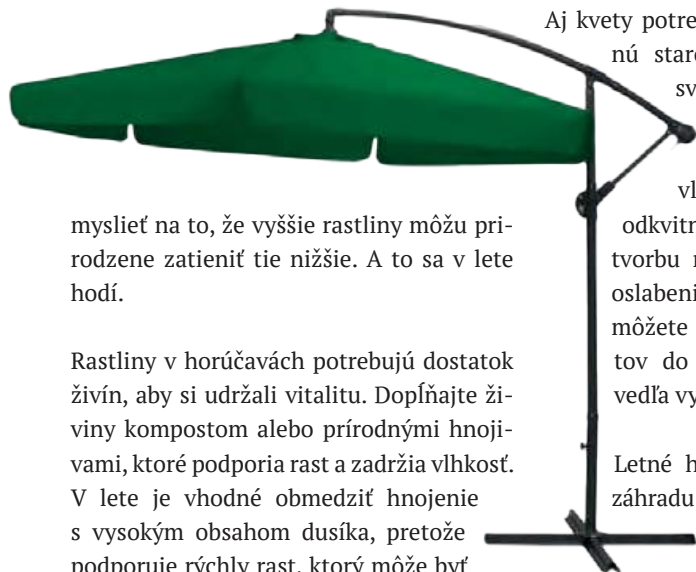 myslieť na to, že vyššie rastliny môžu pri-
rodzene zatieniť tie nižšie. A to sa v lete
hodí.
Rastliny v horúčavách potrebujú dostatok
živín, aby si udržali vitalitu. Dopĺňajte ži-
viny kompostom alebo prírodnými hnoji-
vami, ktoré podporia rast a zadržia vlhkosť.
V lete je vhodné obmedziť hnojenie
s vysokým obsahom dusíka, pretože
podporuje rýchly rast, ktorý môže byť
Aj kvety potre
nú star
sv
vl
odkvitn
tvorbu
oslabeni
môžete
tov do
vedľa vy
Letné h
záhradu